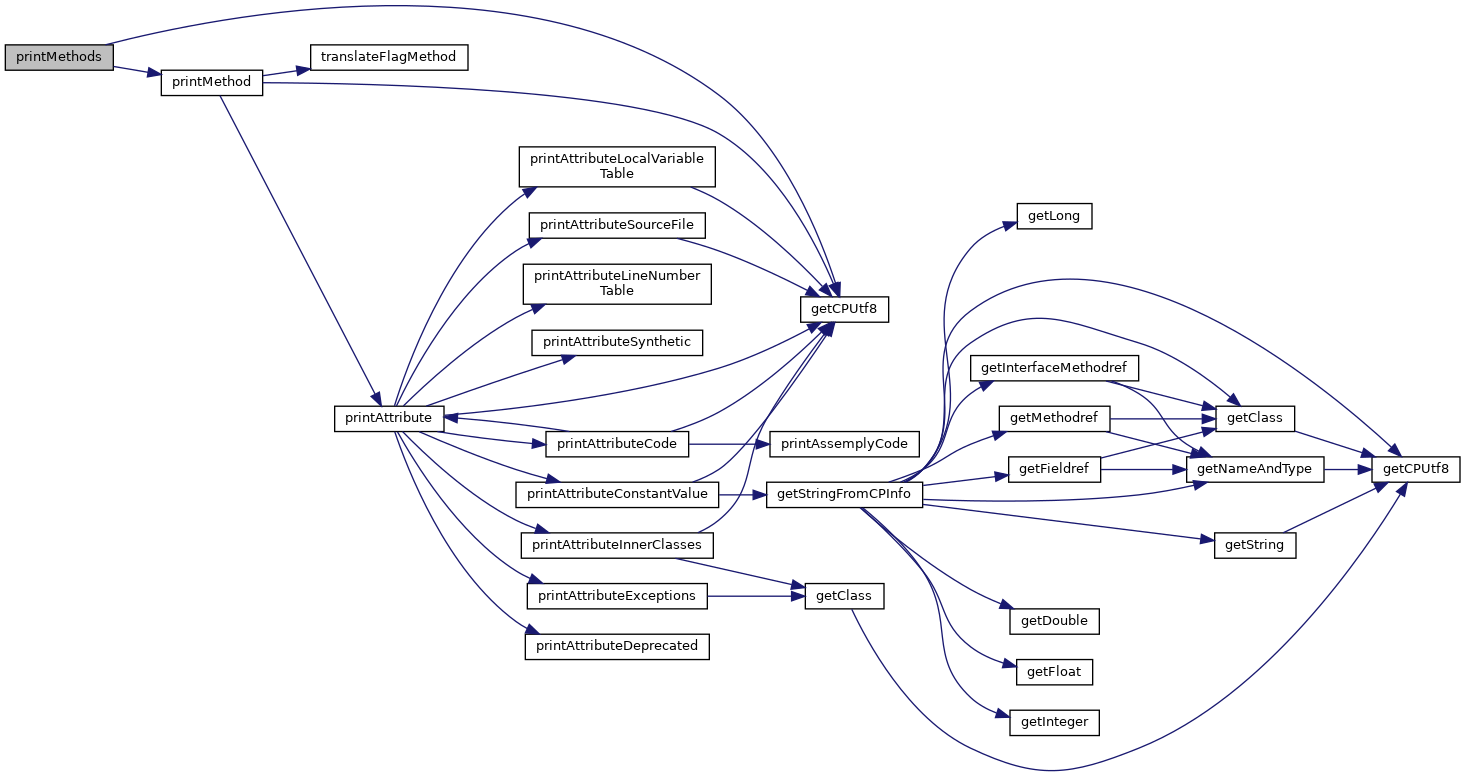 printMethods
translateFlagMethod
printMethod
printAttributeLocalVariable
Table
printAttributeSourceFile
getLong
printAttributeLineNumber
Table
getCPUtf8
printAttributeSynthetic
getInterfaceMethodref
printAttribute
getMethodref
getClass
printAttributeCode
printAssemplyCode
getFieldref
getNameAndType
getCPUtf8
printAttributeConstantValue
getStringFromCPInfo
printAttributeInnerClasses
getString
printAttributeExceptions
getClass
getDouble
printAttributeDeprecated
getFloat
getInteger